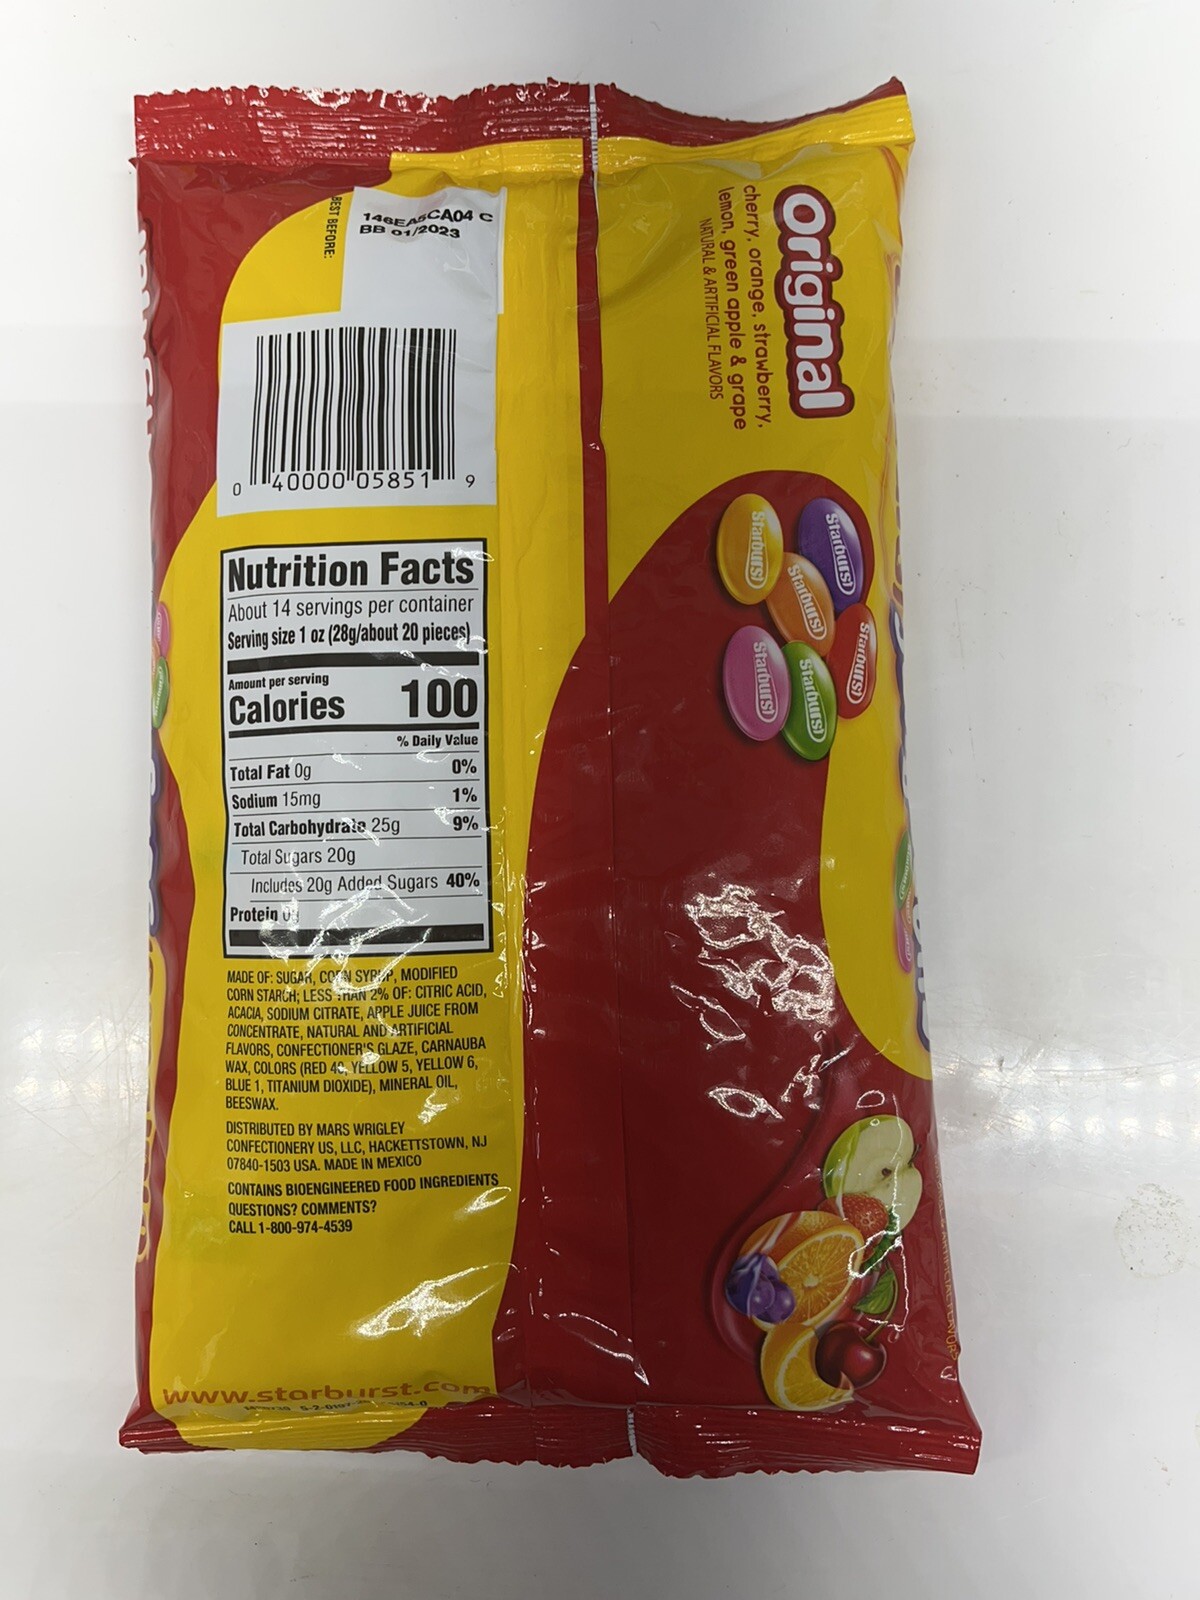 BEST BEFORE:
146EA5CA04 C
BB 01/2023
0 40000 05851 9
Nutrition Facts
About 14 servings per container
Serving size 1 oz (28g/about 20 pieces)
Amount per serving
Calories 100
% Daily Value
Total Fat 0g 0%
Sodium 15mg 1%
Total Carbohydrate 25g 9%
Total Sugars 20g
Includes 20g Added Sugars 40%
Protein 0g
MADE OF: SUGAR, CORN SYRUP, MODIFIED
CORN STARCH; LESS THAN 2% OF: CITRIC ACID,
ACACIA, SODIUM CITRATE, APPLE JUICE FROM
CONCENTRATE, NATURAL AND ARTIFICIAL
FLAVORS, CONFECTIONER'S GLAZE, CARNAUBA
WAX, COLORS (RED 40, YELLOW 5, YELLOW 6,
BLUE 1, TITANIUM DIOXIDE), MINERAL OIL,
BEESWAX.
DISTRIBUTED BY MARS WRIGLEY
CONFECTIONERY US, LLC, HACKETTSTOWN, NJ
07840-1503 USA. MADE IN MEXICO
CONTAINS BIOENGINEERED FOOD INGREDIENTS
QUESTIONS? COMMENTS?
CALL 1-800-974-4539
www.starburst.com
Original
cherry, orange, strawberry,
lemon, green apple & grape
NATURAL & ARTIFICIAL FLAVORS
Starburst
Starburst
Starburst
Starburst
Starburst
Starburst